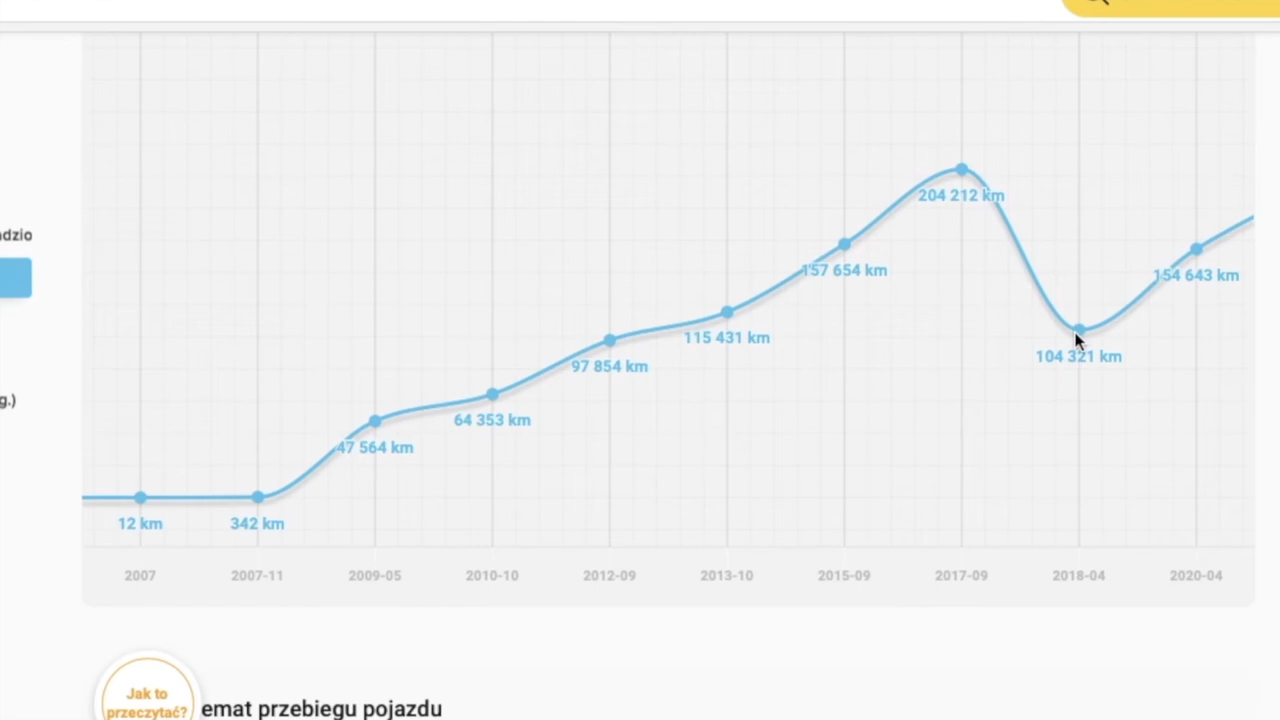 adzio
g.)
204 212 km
157 654 km
154 643 km
115 431 km
104 321 km
97 854 km
64 353 km
47 564 km
12 km
342 km
2007
2007-11
2009-05
2010-10
2012-09
2013-10
2015-09
2017-09
2018-04
2020-04
Jak to
przeczytać?
emat przebiegu pojazdu